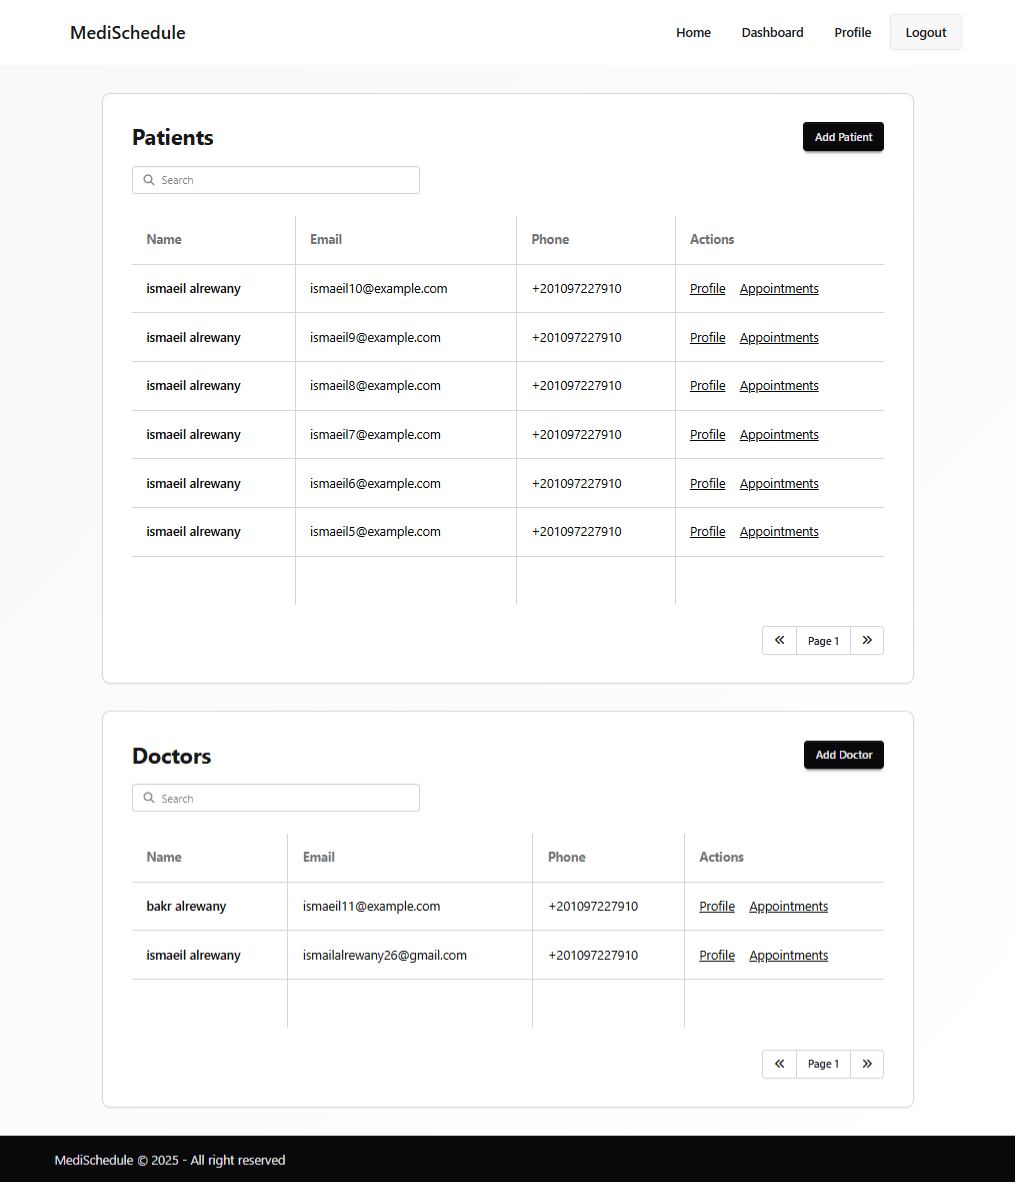 MediSchedule Home Dashboard Profile Logout
Patients Add Patient
Search
Name Email Phone Actions
ismaeil alrewany ismaeil10@example.com +201097227910 Profile Appointments
ismaeil alrewany ismaeil9@example.com +201097227910 Profile Appointments
ismaeil alrewany ismaeil8@example.com +201097227910 Profile Appointments
ismaeil alrewany ismaeil7@example.com +201097227910 Profile Appointments
ismaeil alrewany ismaeil6@example.com +201097227910 Profile Appointments
ismaeil alrewany ismaeil5@example.com +201097227910 Profile Appointments
« Page 1 »
Doctors Add Doctor
Search
Name Email Phone Actions
bakr alrewany ismaeil11@example.com +201097227910 Profile Appointments
ismaeil alrewany ismailalrewany26@gmail.com +201097227910 Profile Appointments
« Page 1 »
MediSchedule © 2025 - All right reserved